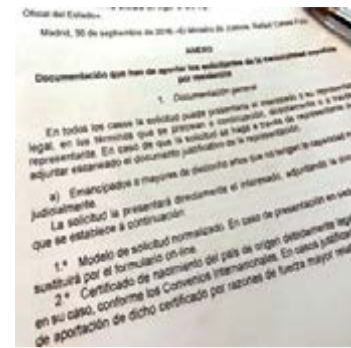 Oficial del Estado».
Madrid, 30 de septiembre de 2016.–El Ministro de Justicia, Rafael Catalá Polo.
ANEXO
Documentación que han de aportar los solicitantes de la nacionalidad española
por residencia
1. Documentación general
En todos los casos la solicitud puede presentarla el interesado o su representante
legal, en los términos que se precisan a continuación, directamente o a través
representante. En caso de que la solicitud se haga a través de representante
adjuntar escaneado el documento justificativo de la representación.
a) Emancipados o mayores de dieciocho años que no tengan la capacidad
judicialmente.
La solicitud la presentará directamente el interesado, adjuntando la
que se establece a continuación:
1.º Modelo de solicitud normalizado. En caso de presentación en
sustituirá por el formulario on-line.
2.º Certificado de nacimiento del país de origen debidamente
en su caso, conforme los Convenios Internacionales. En casos
de aportación de dicho certificado por razones de fuerza mayor